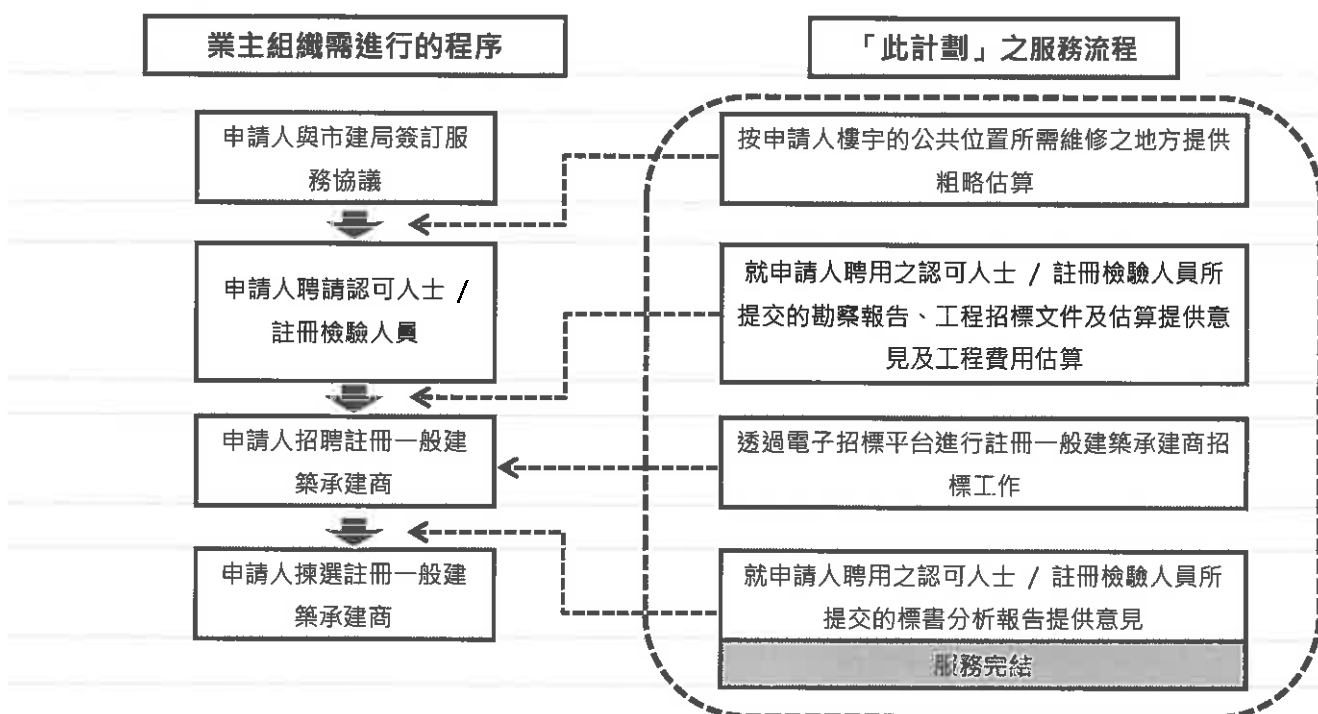 業主組織需進行的程序
「此計劃」之服務流程
申請人與市建局簽訂服
務協議
按申請人樓宇的公共位置所需維修之地方提供
粗略估算
申請人聘請認可人士 /
註冊檢驗人員
就申請人聘用之認可人士 / 註冊檢驗人員所
提交的勘察報告、工程招標文件及估算提供意
見及工程費用估算
申請人招聘註冊一般建
築承建商
透過電子招標平台進行註冊一般建築承建商招
標工作
申請人揀選註冊一般建
築承建商
就申請人聘用之認可人士 / 註冊檢驗人員所
提交的標書分析報告提供意見
服務完結